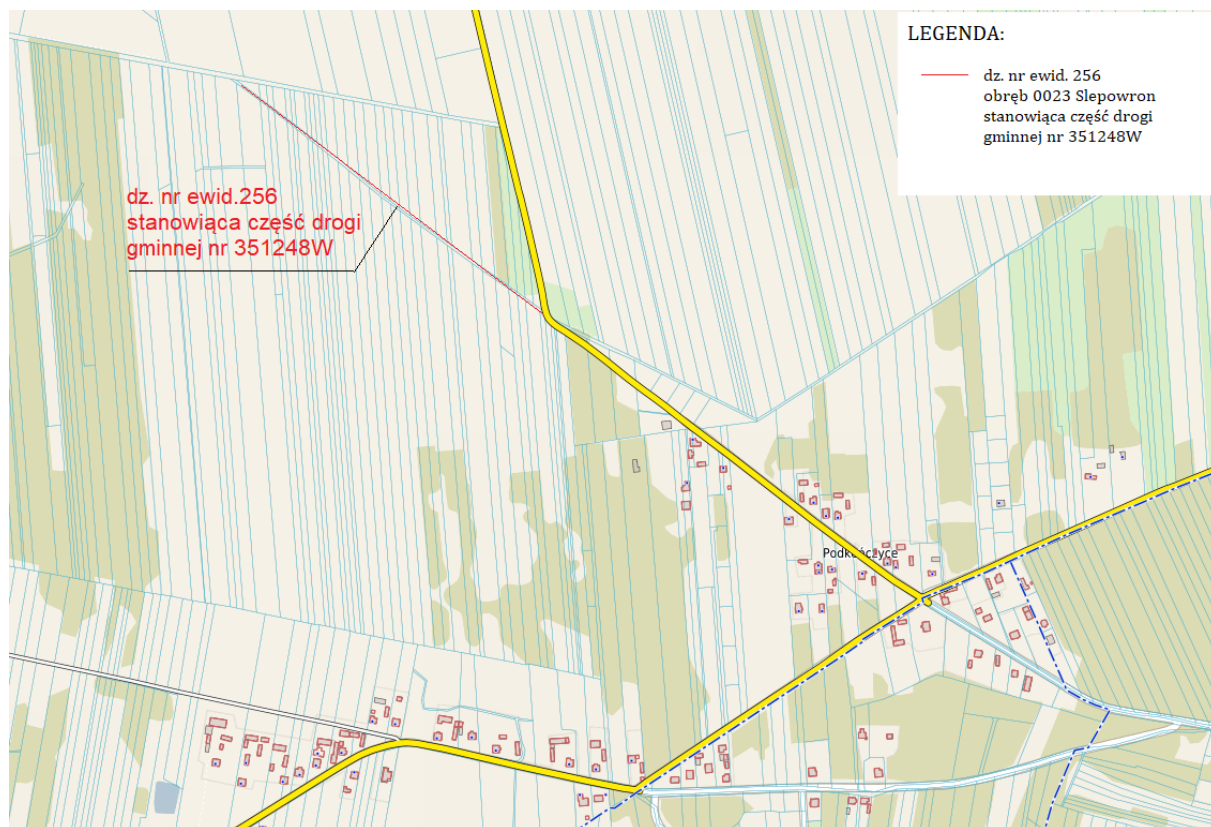 LEGENDA:
dz. nr ewid. 256
obręb 0023 Slepowron
stanowiąca część drogi
gminnej nr 351248W
dz. nr ewid.256
stanowiąca część drogi
gminnej nr 351248W
Podkończyce